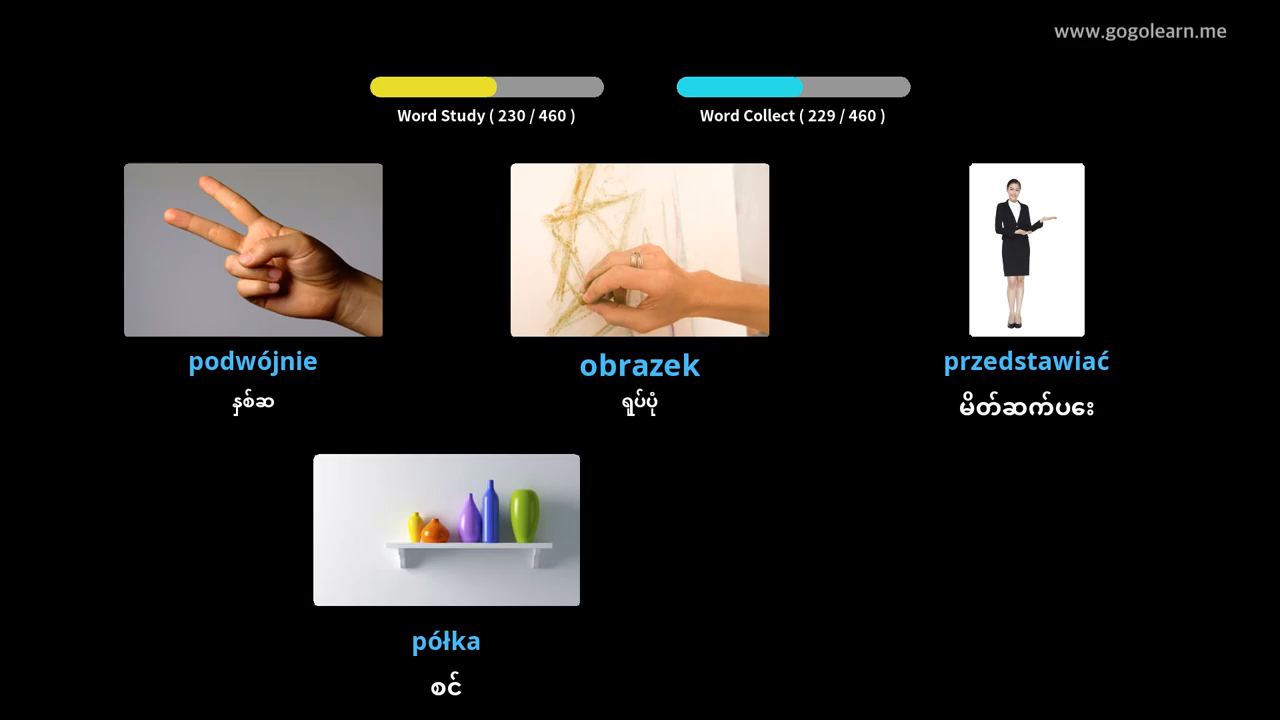 www.gogolearn.me
Word Study ( 230 / 460 )
Word Collect ( 229 / 460 )
podwójnie
obrazek
przedstawiać
နှစ်ဆ
ရုပ်ပုံ
မိတ်ဆက်ပေး
półka
စင်